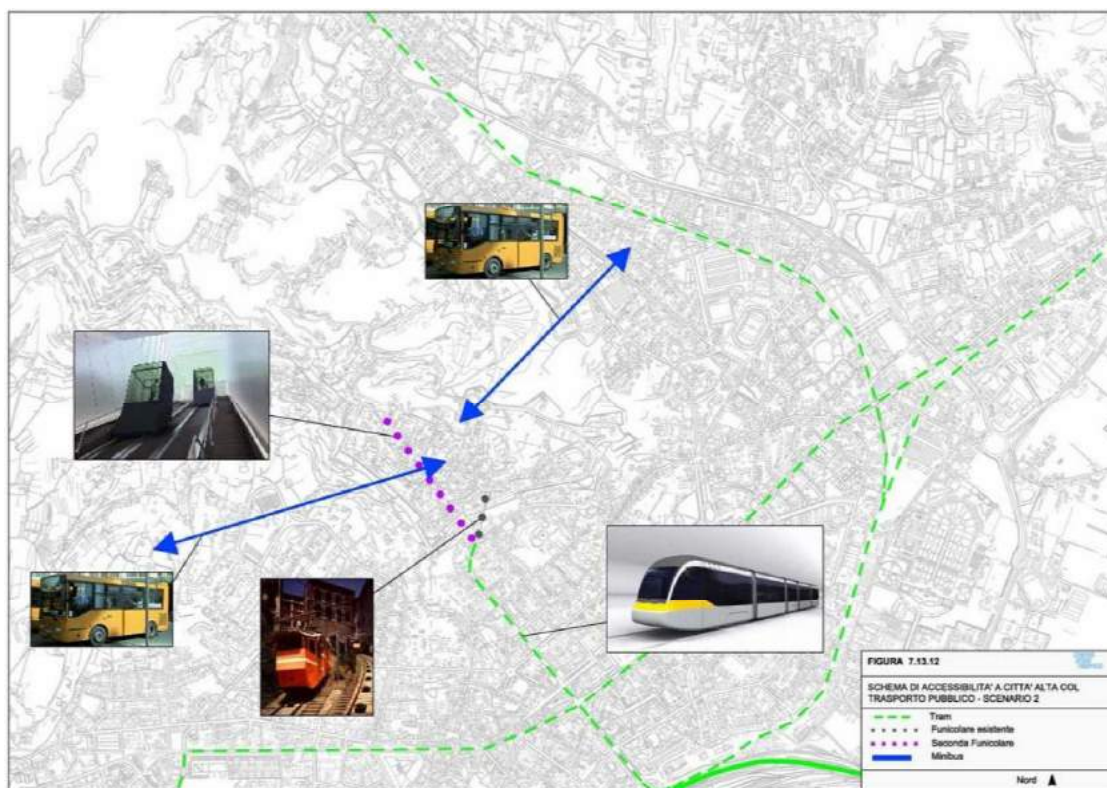 FIGURA 7.13.12
SCHEMA DI ACCESSIBILITA' A CITTA' ALTA COL
TRASPORTO PUBBLICO - SCENARIO 2
Tram
Funicolare esistente
Seconda Funicolare
Minibus
Nord